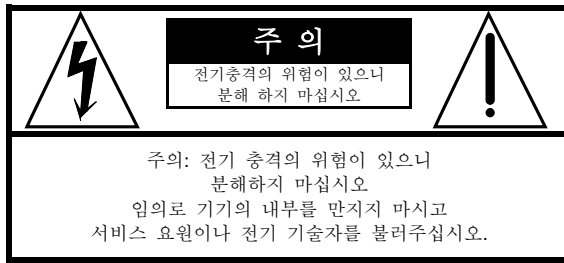 주 의
전기충격의 위험이 있으니
분해 하지 마십시오
주의: 전기 충격의 위험이 있으니
분해하지 마십시오
임의로 기기의 내부를 만지지 마시고
서비스 요원이나 전기 기술자를 불러주십시오.